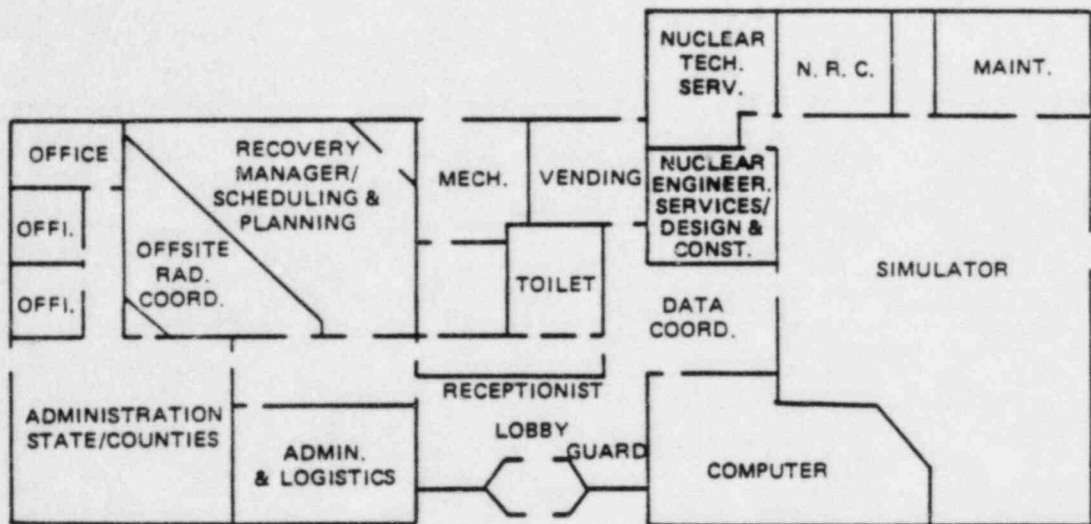 NUCLEAR
TECH.
SERV.
N. R. C.
MAINT.
OFFICE
RECOVERY
MANAGER/
SCHEDULING &
PLANNING
MECH.
VENDING
NUCLEAR
ENGINEER.
SERVICES/
DESIGN &
CONST.
OFFI.
OFFSITE
RAD.
COORD.
OFFI.
TOILET
SIMULATOR
DATA
COORD.
RECEPTIONIST
ADMINISTRATION
STATE/COUNTIES
LOBBY
GUARD
ADMIN.
& LOGISTICS
COMPUTER